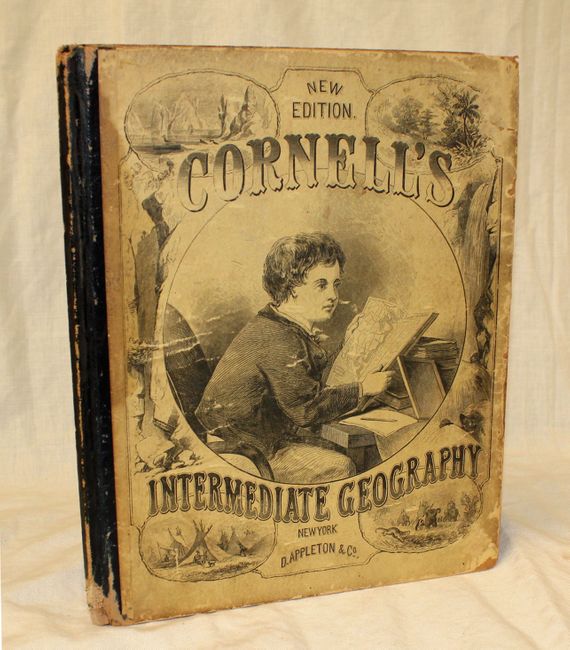 NEW
EDITION.
CORNELL'S
INTERMEDIATE GEOGRAPHY
NEW YORK
D. APPLETON & Co.